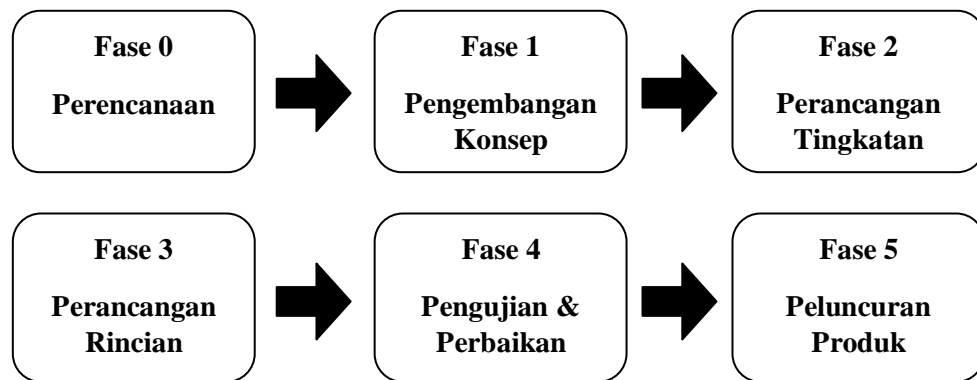 Fase 0
Perencanaan
Fase 1
Pengembangan
Konsep
Fase 2
Perancangan
Tingkatan
Fase 3
Perancangan
Rincian
Fase 4
Pengujian &
Perbaikan
Fase 5
Peluncuran
Produk